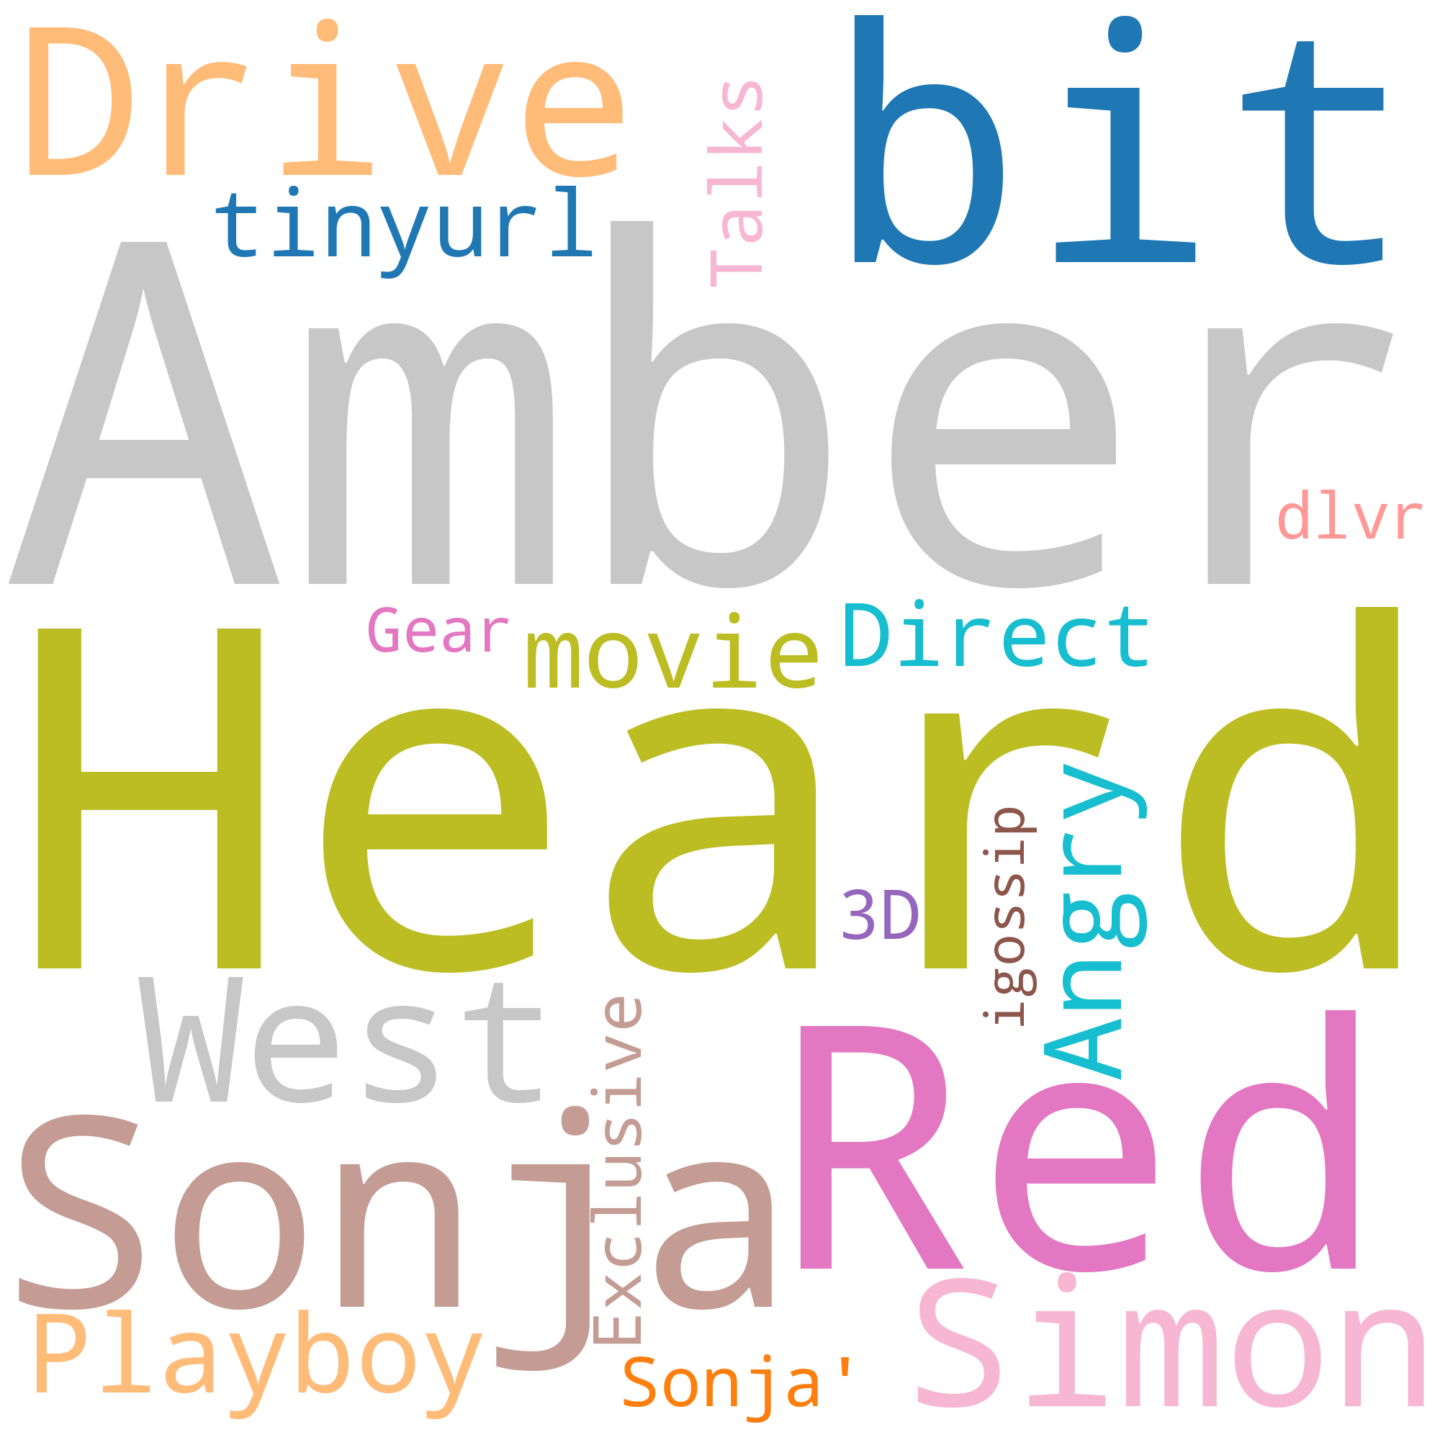 Drive
bit
Talks
tinyurl
Amber
dlvr
Gear
movie
Direct
Heard
Angry
igossip
3D
West
Exclusive
Sonja
Red
Playboy
Simon
Sonja'